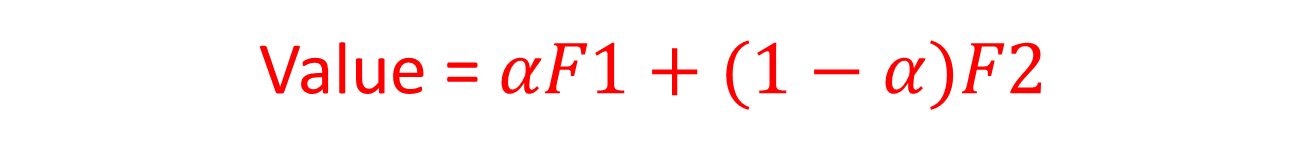 Value = 𝛼𝐹1 + (1 − 𝛼)𝐹2